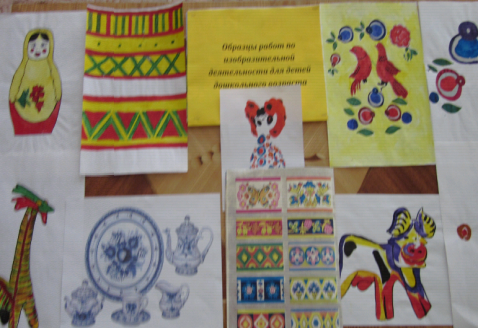 Образцы работ по
изобразительной
деятельности для детей
дошкольного возраста